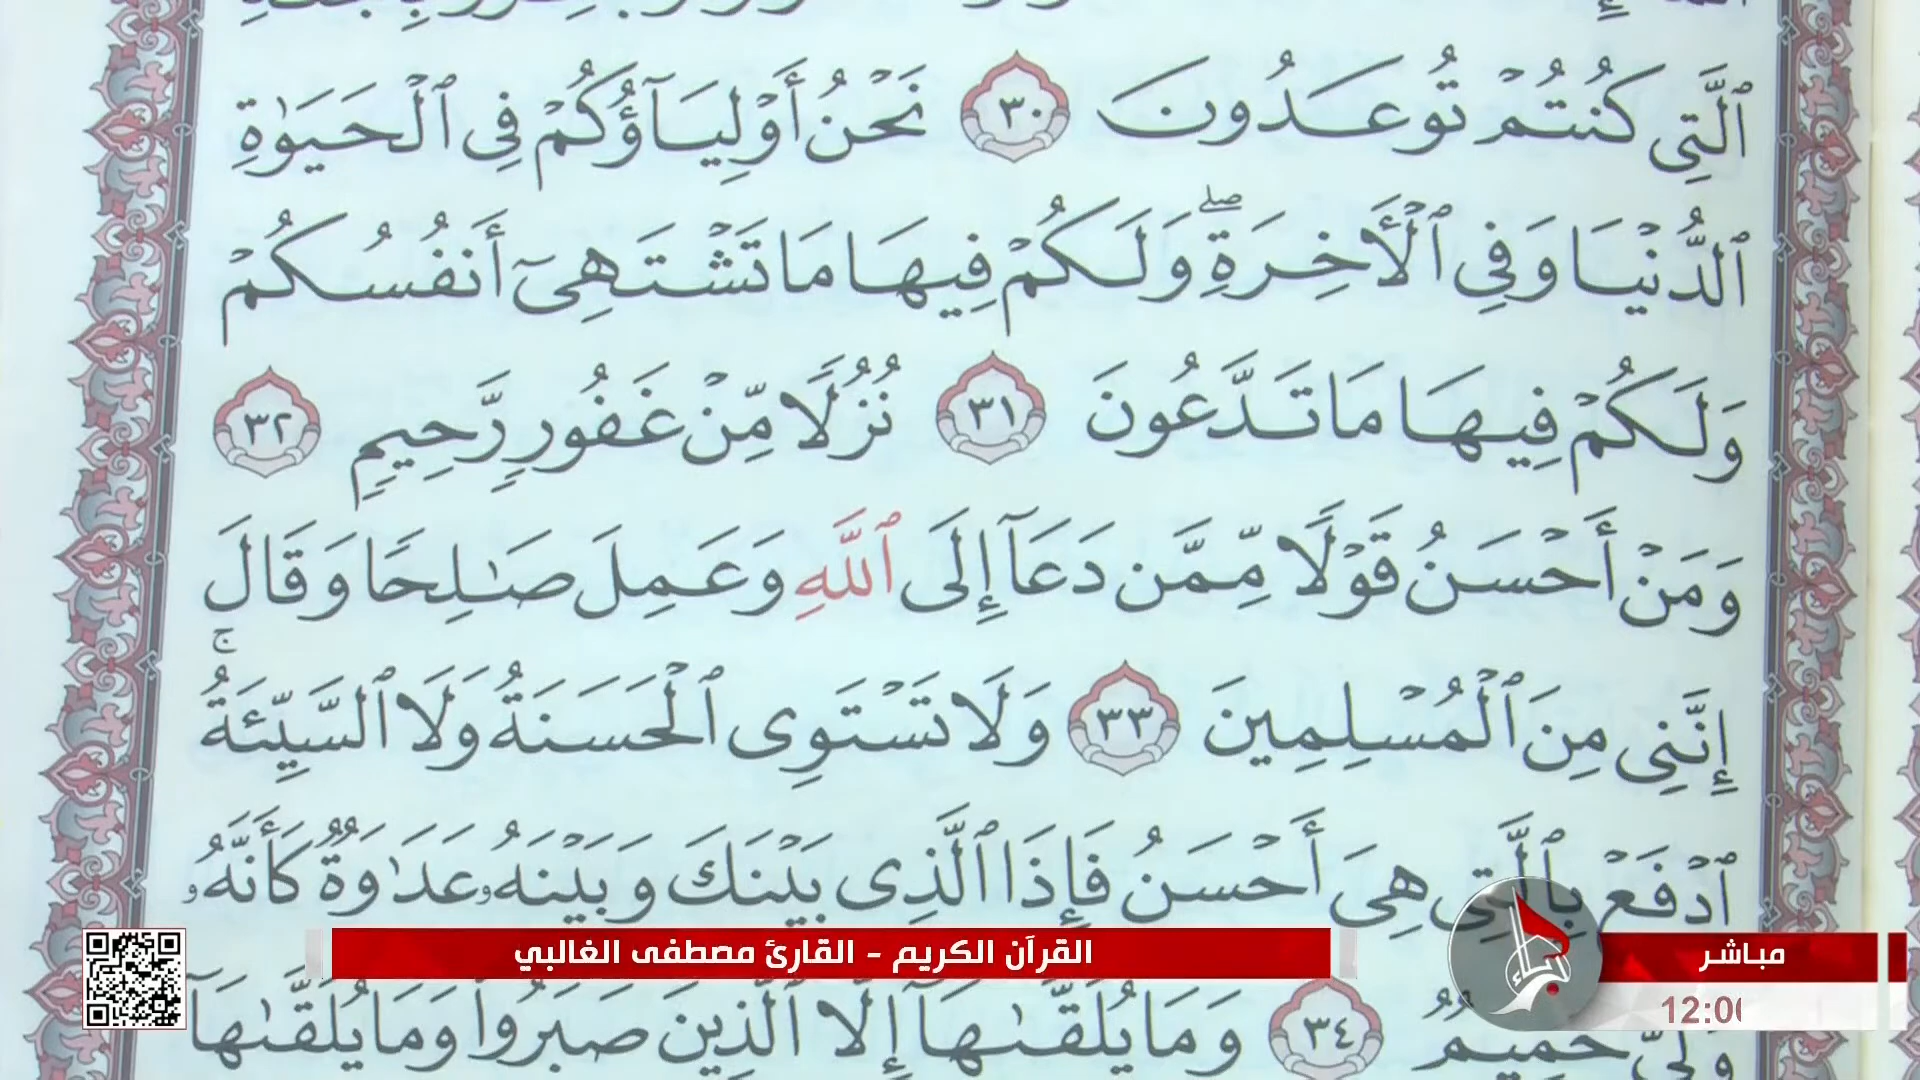 ٱلَّتِي كُنتُمۡ تُوعَدُونَ ٣٠ نَحۡنُ أَوۡلِيَآؤُكُمۡ فِي ٱلۡحَيَوٰةِ
ٱلدُّنۡيَا وَفِي ٱلۡأَخِرَةِۖ وَلَكُمۡ فِيهَا مَا تَشۡتَهِيٓ أَنفُسُكُمۡ
وَلَكُمۡ فِيهَا مَا تَدَّعُونَ ٣١ نُزُلٗا مِّنۡ غَفُورٖ رَّحِيمٖ ٣٢
وَمَنۡ أَحۡسَنُ قَوۡلٗا مِّمَّن دَعَآ إِلَى ٱللَّهِ وَعَمِلَ صَٰلِحٗا وَقَالَ
إِنَّنِي مِنَ ٱلۡمُسۡلِمِينَ ٣٣ وَلَا تَسۡتَوِي ٱلۡحَسَنَةُ وَلَا ٱلسَّيِّئَةُۚ
ٱدۡفَعۡ بِٱلَّتِي هِيَ أَحۡسَنُ فَإِذَا ٱلَّذِي بَيۡنَكَ وَبَيۡنَهُۥ عَدَٰوَةٞ كَأَنَّهُۥ
القرآن الكريم - القارئ مصطفى الغالبي
مباشر
12:00
وَلِيٌّ حَمِيمٞ ٣٤ وَمَا يُلَقَّىٰهَآ إِلَّا ٱلَّذِينَ صَبَرُواْ وَمَا يُلَقَّىٰهَآ